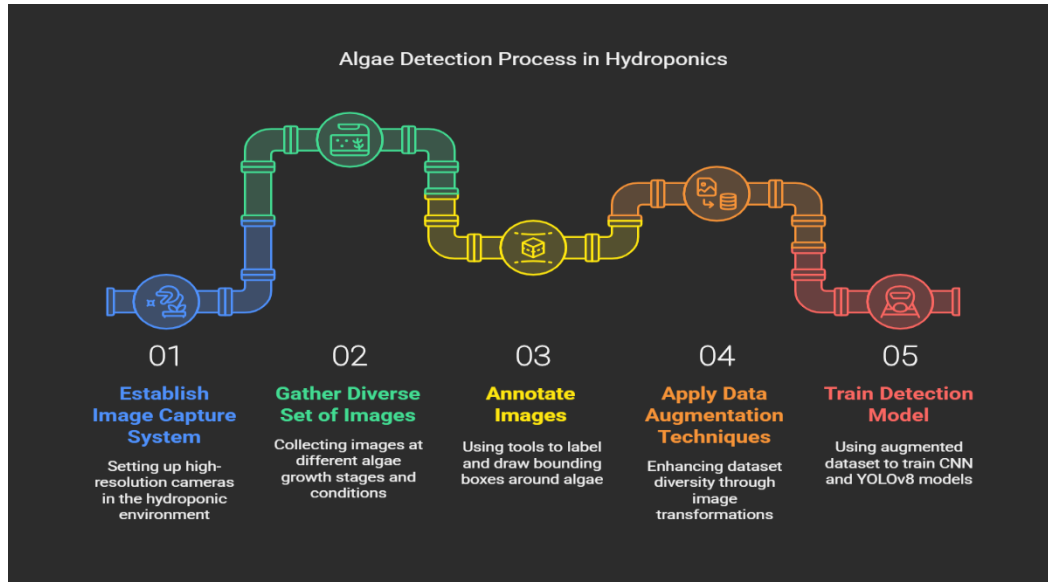 Algae Detection Process in Hydroponics
01
Establish
Image Capture
System
Setting up high-
resolution cameras
in the hydroponic
environment
02
Gather Diverse
Set of Images
Collecting images at
different algae
growth stages and
conditions
03
Annotate
Images
Using tools to label
and draw bounding
boxes around algae
04
Apply Data
Augmentation
Techniques
Enhancing dataset
diversity through
image
transformations
05
Train Detection
Model
Using augmented
dataset to train CNN
and YOLOv8 models